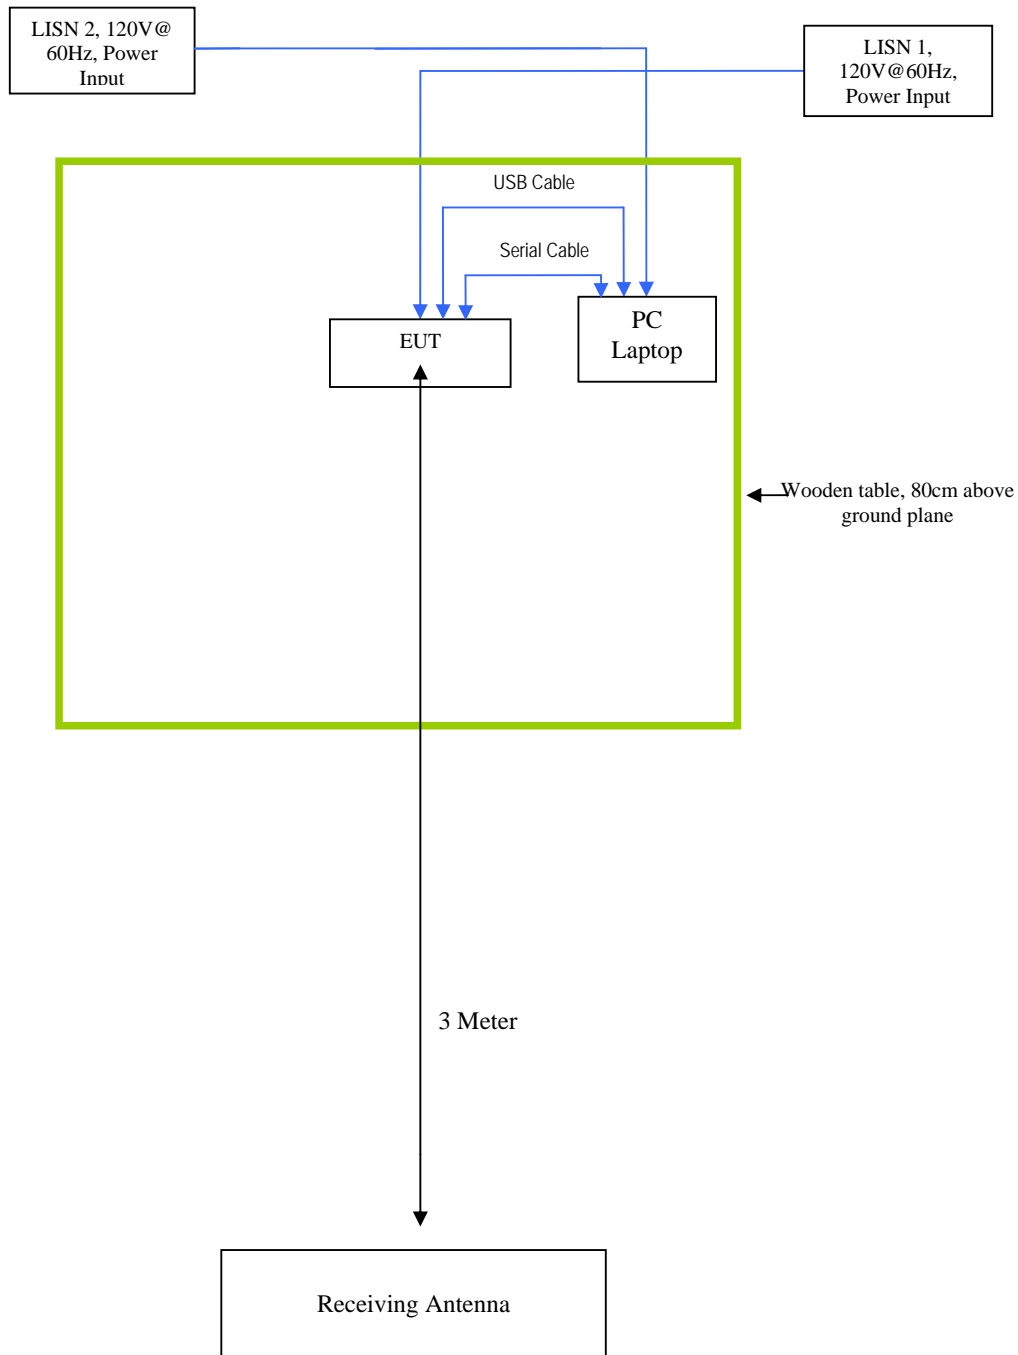 LISN 2, 120V@
60Hz, Power
Input
LISN 1,
120V@60Hz,
Power Input
USB Cable
Serial Cable
EUT
PC
Laptop
Wooden table, 80cm above
ground plane
3 Meter
Receiving Antenna